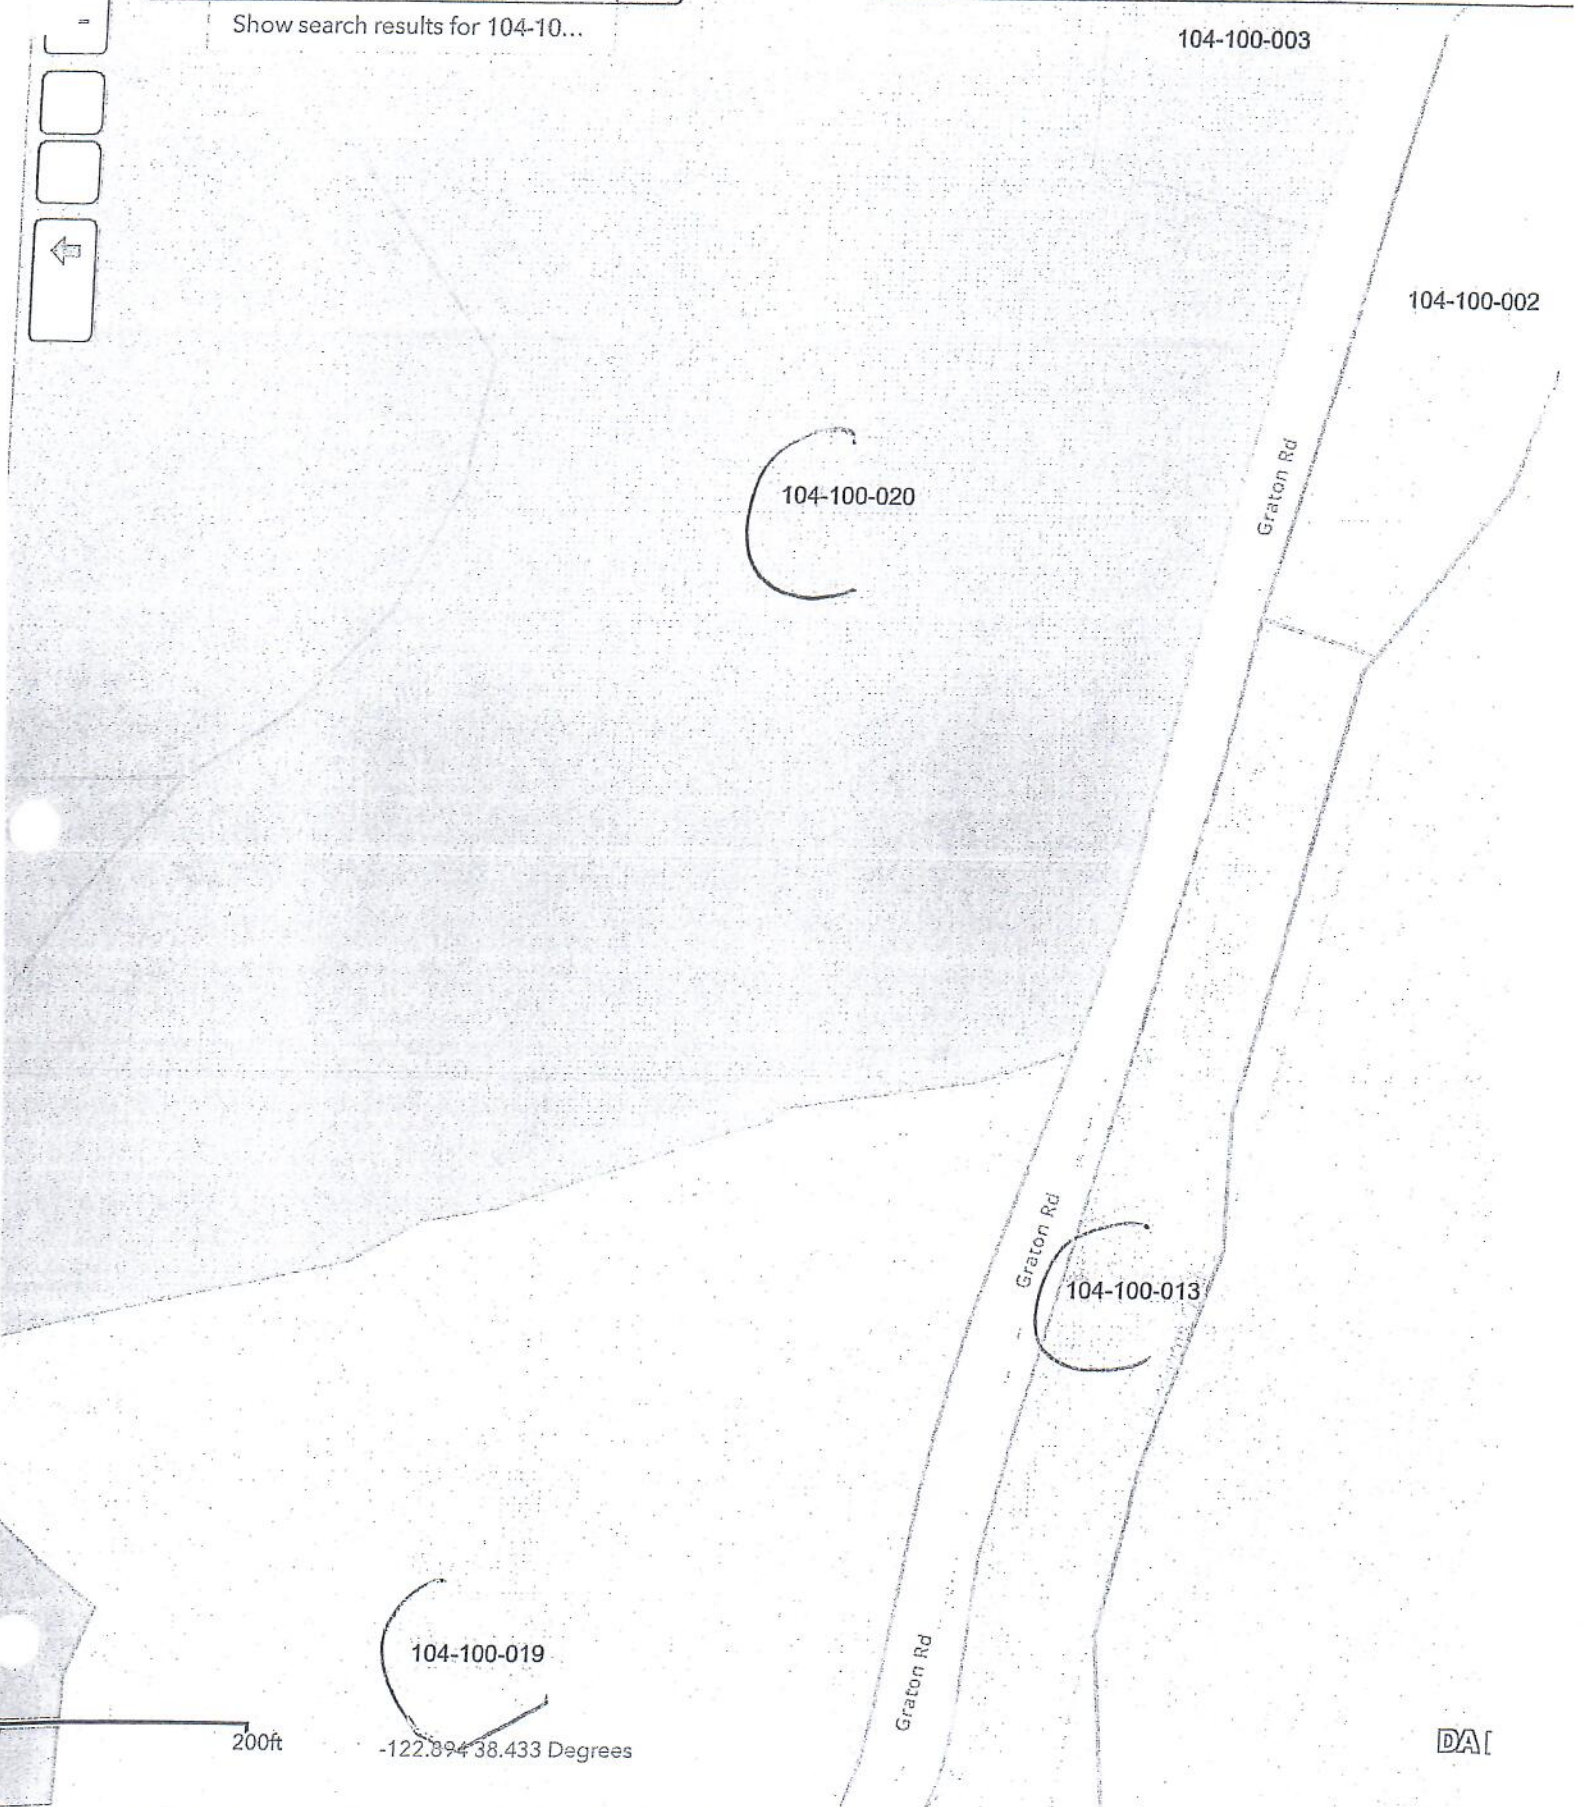 Show search results for 104-10...
104-100-003
104-100-002
Graton Rd
104-100-020
Graton Rd
104-100-013
104-100-019
Graton Rd
200ft
-122.894 38.433 Degrees
DA[